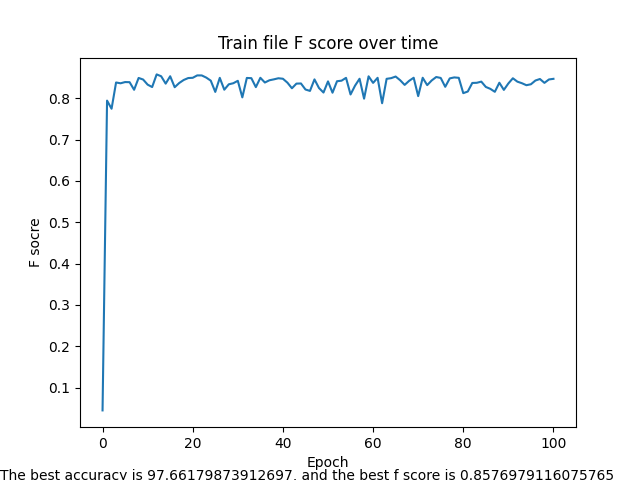 Train file F score over time
F socre
0.8
0.7
0.6
0.5
0.4
0.3
0.2
0.1
0 20 40 60 80 100
Epoch
The best accuracy is 97.66179873912697, and the best f score is 0.8576979116075765